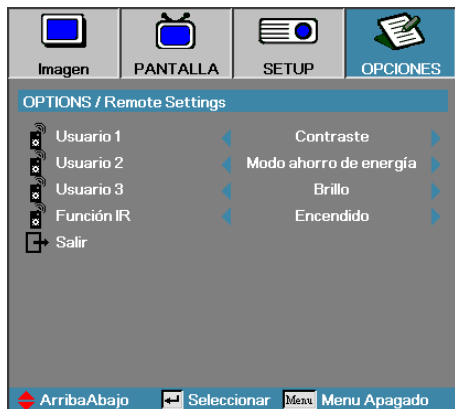 Imagen PANTALLA SETUP OPCIONES
OPTIONS / Remote Settings
Usuario 1 Contraste
Usuario 2 Modo ahorro de energía
Usuario 3 Brillo
Función IR Encendido
Salir
ArribaAbajo Seleccionar Menu Menu Apagado